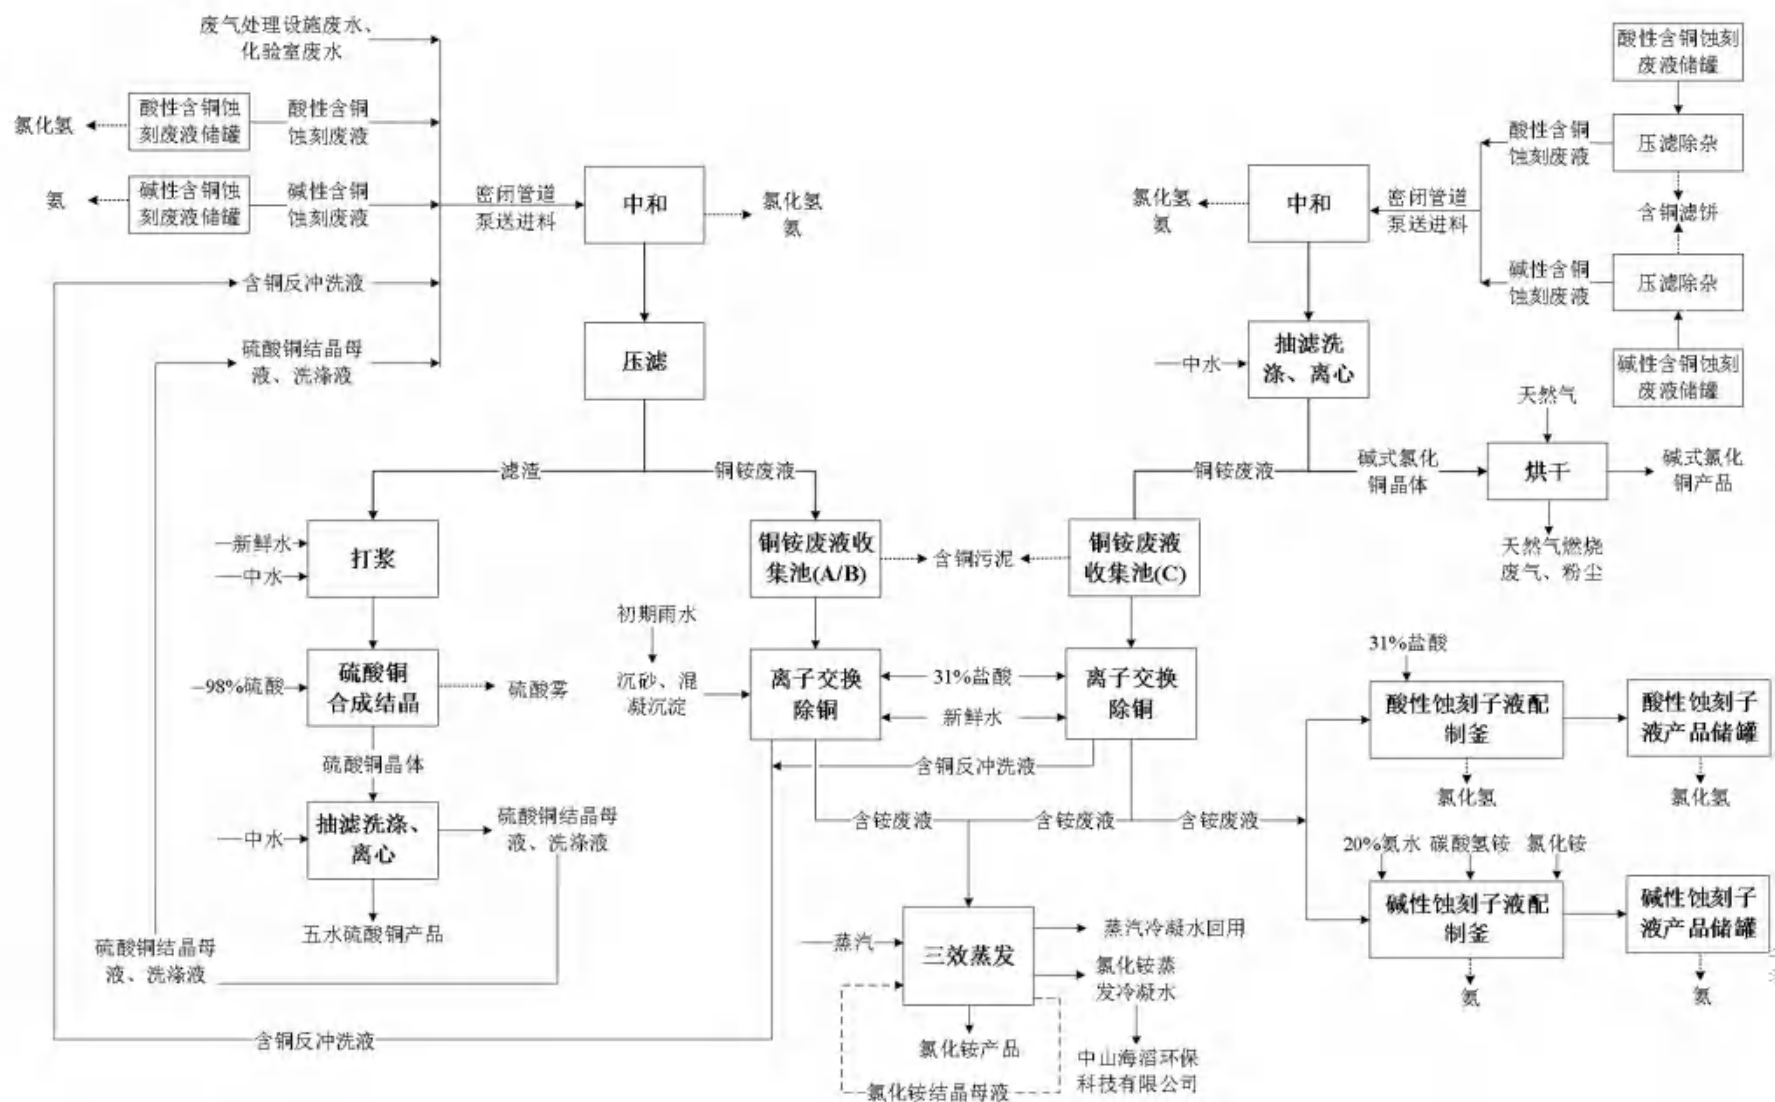 废气处理设施废水、
化验室废水
酸性含铜蚀刻
废液储罐
氯化氢
酸性含铜蚀
刻废液储罐
酸性含铜
蚀刻废液
酸性含铜
蚀刻废液
压滤除杂
氨
碱性含铜蚀
刻废液储罐
碱性含铜
蚀刻废液
密闭管道
泵送进料
中和
氯化氢
氨
氯化氢
氨
中和
密闭管道
泵送进料
含铜滤饼
含铜反冲洗液
碱性含铜
蚀刻废液
压滤除杂
硫酸铜结晶母
液、洗涤液
压滤
中水
抽滤洗
涤、离心
碱性含铜蚀刻
废液储罐
天然气
滤渣
铜铵废液
铜铵废液
碱式氯化
铜晶体
烘干
碱式氯化
铜产品
新鲜水
中水
打浆
铜铵废液收
集池(A/B)
含铜污泥
铜铵废液
收集池(C)
天然气燃烧
废气、粉尘
初期雨水
31%盐酸
98%硫酸
硫酸铜
合成结晶
硫酸雾
沉砂、混
凝沉淀
离子交换
除铜
31%盐酸
新鲜水
离子交换
除铜
酸性蚀刻子液配
制釜
酸性蚀刻子
液产品储罐
硫酸铜晶体
含铜反冲洗液
氯化氢
氯化氢
中水
抽滤洗涤、
离心
硫酸铜结晶母
液、洗涤液
含铵废液
含铵废液
含铵废液
20%氨水
碳酸氢铵
氯化铵
碱性蚀刻子液配
制釜
碱性蚀刻子
液产品储罐
五水硫酸铜产品
硫酸铜结晶母
液、洗涤液
蒸汽
三效蒸发
蒸汽冷凝水回用
氯化铵蒸
发冷凝水
氨
氨
含铜反冲洗液
氯化铵产品
中山海滔环保
科技有限公司
氯化铵结晶母液